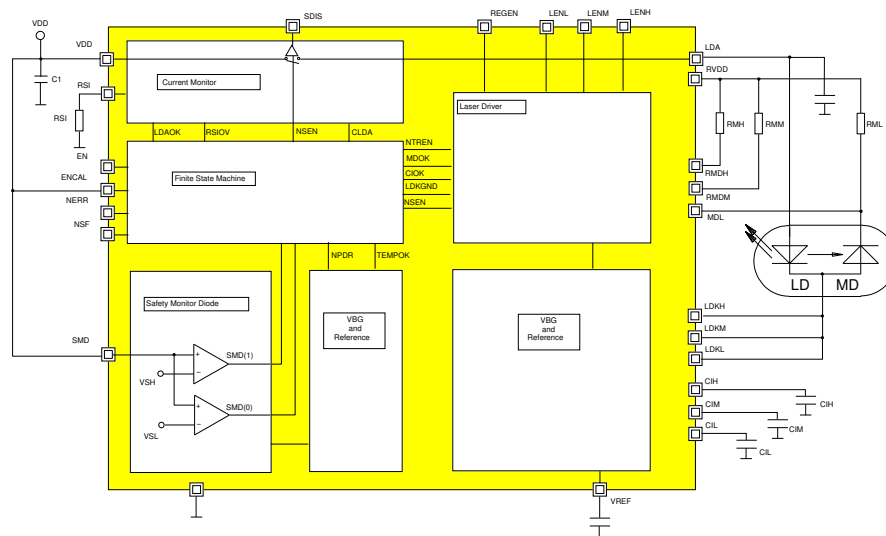 SDIS
REGEN
LENL
LENM
LENH
VDD
VDD
LDA
C1
Current Monitor
RVDD
RSI
RSI
Laser Driver
RMH
RMM
RML
LDAOK
RSIOV
NSEN
CLDA
EN
NTREN
MDOK
CIOK
LDKGND
NSEN
RMDH
ENCAL
Finite State Machine
RMDM
NERR
MDL
NSF
NPDR
TEMPOK
LD
MD
Safety Monitor Diode
VBG
and
Reference
VBG
and
Reference
LDKH
LDKM
LDKL
SMD
+
−
SMD(1)
VSH
CIH
CIH
+
−
SMD(0)
VSL
CIM
CIM
CIL
CIL
VREF